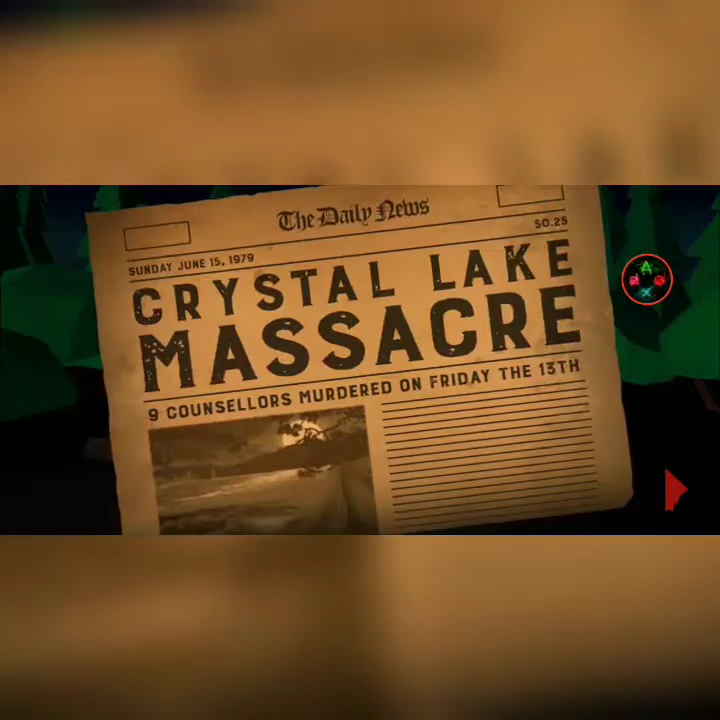 The Daily News
SUNDAY JUNE 15, 1979
$0.25
CRYSTAL LAKE
MASSACRE
9 COUNSELLORS MURDERED ON FRIDAY THE 13TH
A
X